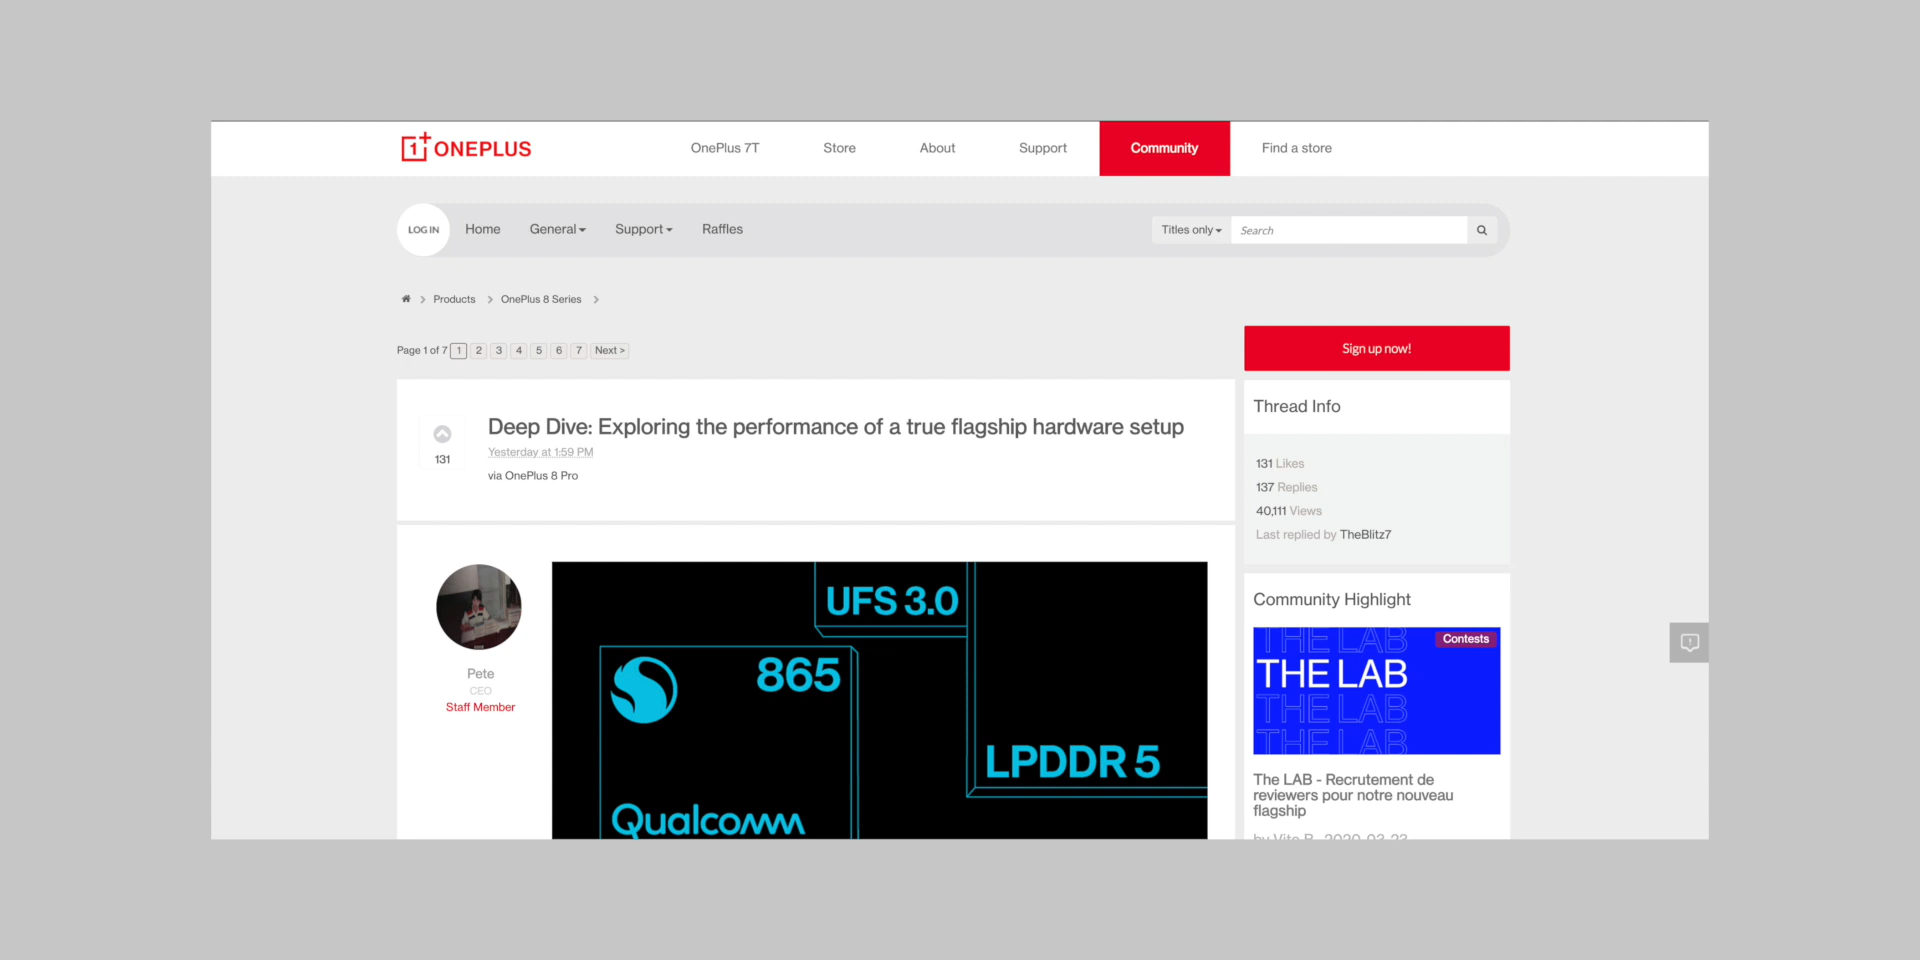 ONEPLUS
OnePlus 7T Store About Support Community Find a store
LOG IN Home General Support Raffles Titles only Search
Products OnePlus 8 Series
Page 1 of 7 1 2 3 4 5 6 7 Next >
Sign up now!
Deep Dive: Exploring the performance of a true flagship hardware setup
131
Yesterday at 1:59 PM
via OnePlus 8 Pro
Thread Info
131 Likes
137 Replies
40,111 Views
Last replied by TheBlitz7
Pete
CEO
Staff Member
UFS 3.0
865
LPDDR 5
Qualcomm
Community Highlight
THE LAB
Contests
THE LAB
THE LAB
THE LAB
The LAB - Recrutement de
reviewers pour notre nouveau
flagship
by Vito R., 2020-03-23